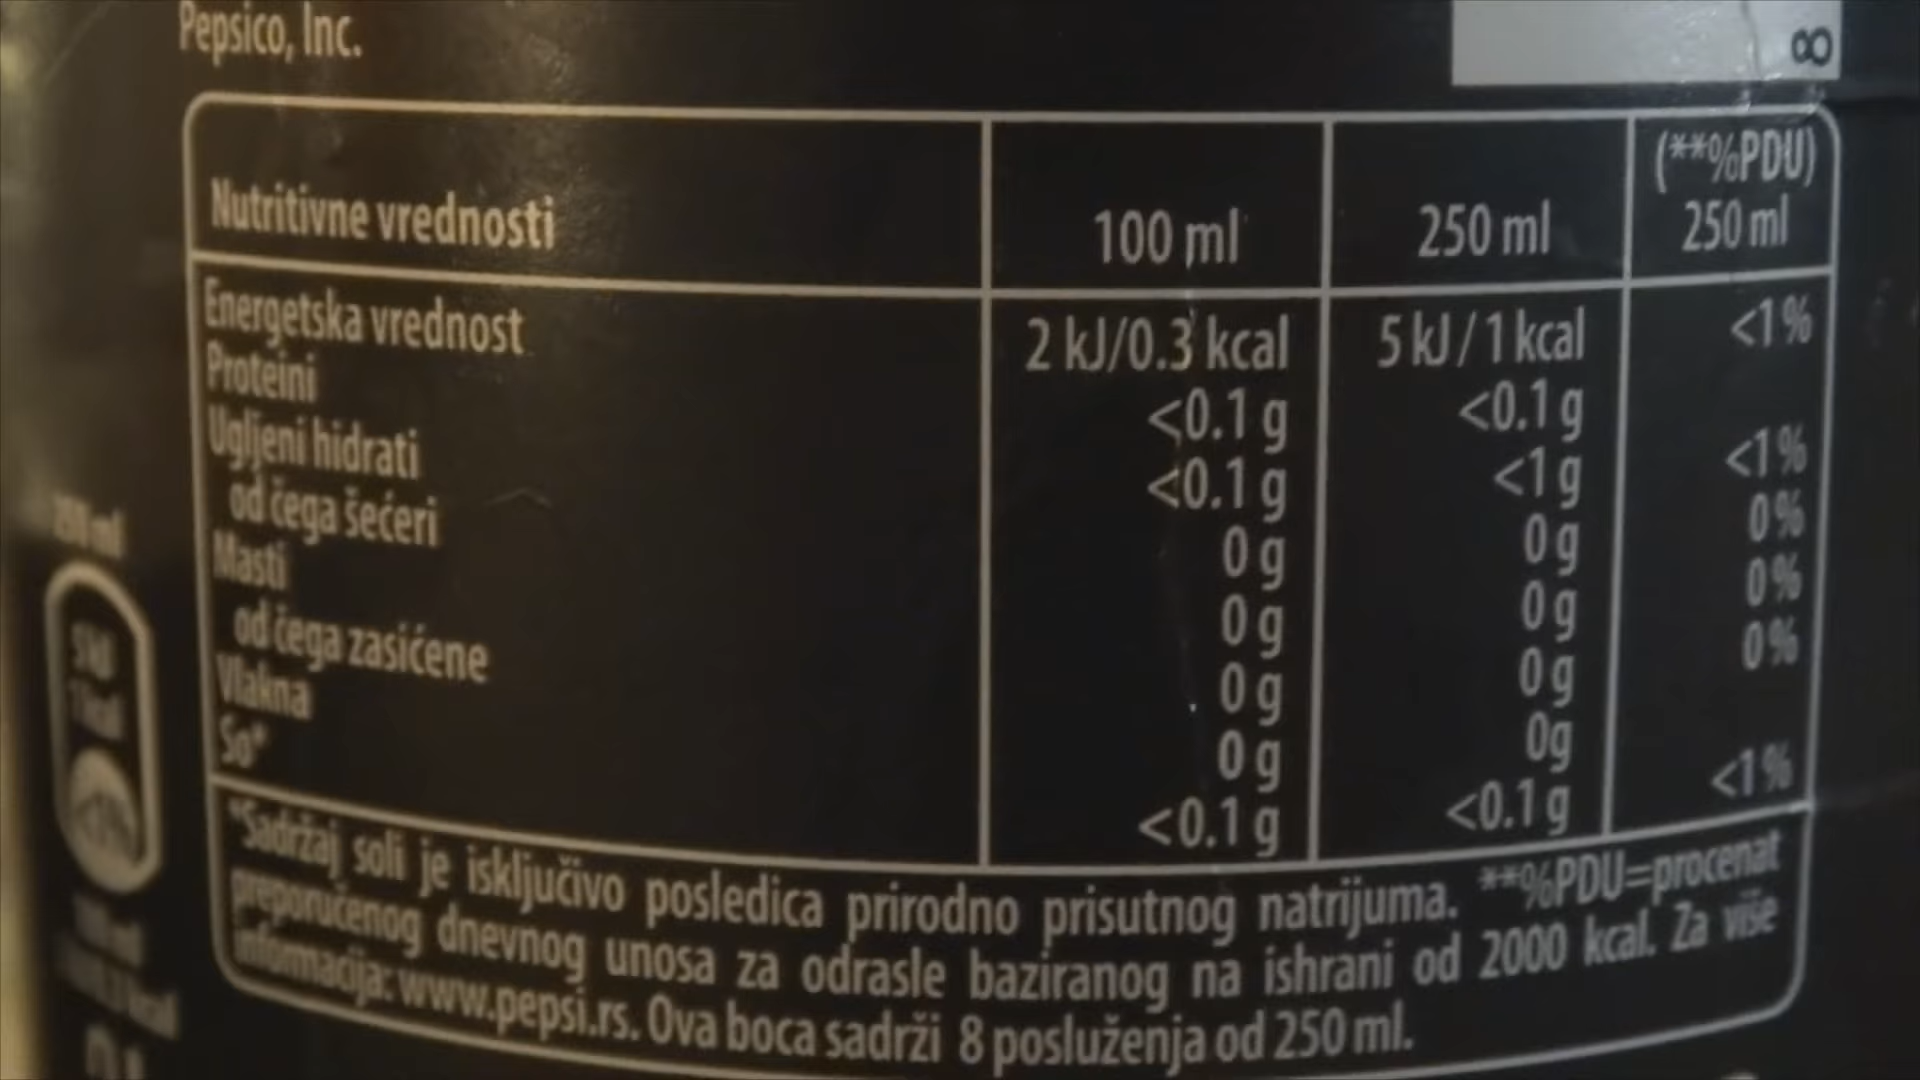 Pepsico, Inc.
8
Nutritivne vrednosti 100 ml 250 ml (**%PDU) 250 ml
Energetska vrednost 2 kJ/0.3 kcal 5 kJ / 1 kcal <1%
Proteini <0.1 g <0.1 g
Ugljeni hidrati <0.1 g <1 g <1%
od čega šećeri 0 g 0 g 0%
Masti 0 g 0 g 0%
od čega zasićene 0 g 0 g 0%
Vlakna 0 g 0g
So* <0.1 g <0.1 g <1%
*Sadržaj soli je isključivo posledica prirodno prisutnog natrijuma. **%PDU=procenat
preporučenog dnevnog unosa za odrasle baziranog na ishrani od 2000 kcal. Za više
informacija: www.pepsi.rs. Ova boca sadrži 8 posluženja od 250 ml.